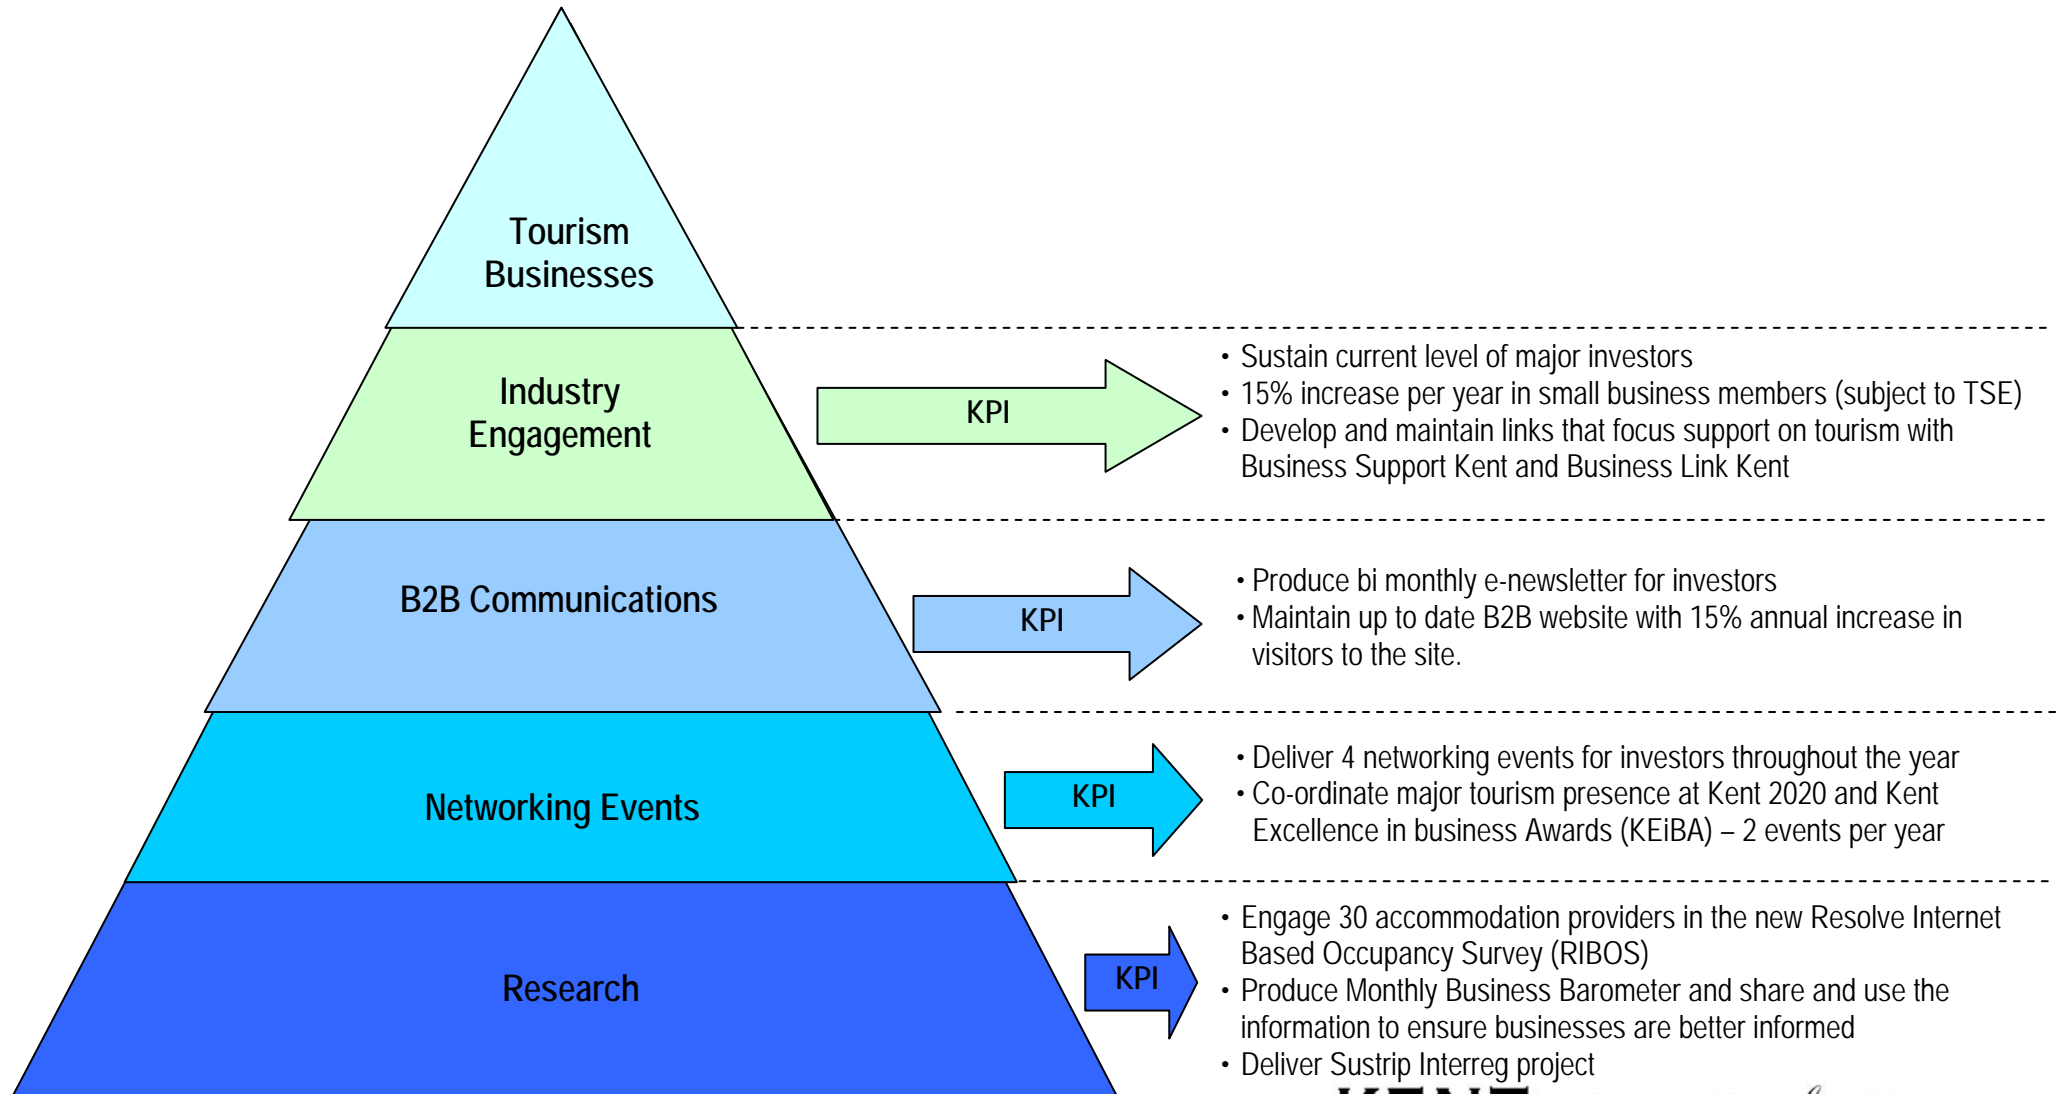 Tourism
Businesses
Industry
Engagement
KPI
• Sustain current level of major investors
• 15% increase per year in small business members (subject to TSE)
• Develop and maintain links that focus support on tourism with
Business Support Kent and Business Link Kent
B2B Communications
KPI
• Produce bi monthly e-newsletter for investors
• Maintain up to date B2B website with 15% annual increase in
visitors to the site.
Networking Events
KPI
• Deliver 4 networking events for investors throughout the year
• Co-ordinate major tourism presence at Kent 2020 and Kent
Excellence in business Awards (KEiBA) – 2 events per year
Research
KPI
• Engage 30 accommodation providers in the new Resolve Internet
Based Occupancy Survey (RIBOS)
• Produce Monthly Business Barometer and share and use the
information to ensure businesses are better informed
• Deliver Sustrip Interreg project